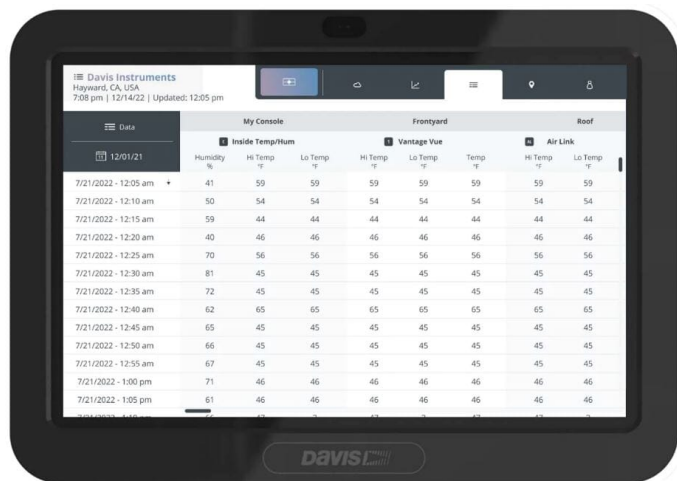 Davis Instruments
Hayward, CA, USA
7:08 pm | 12/14/22 | Updated: 12:05 pm
Data
12/01/21
My Console Frontyard Roof
Inside Temp/Hum Vantage Vue Air Link
Humidity Hi Temp Lo Temp Hi Temp Lo Temp Temp Hi Temp Lo Temp
% °F °F °F °F °F °F °F
7/21/2022 - 12:05 am 41 59 59 59 59 59 59 59
7/21/2022 - 12:10 am 50 54 54 54 54 54 54 54
7/21/2022 - 12:15 am 59 44 44 44 44 44 44 44
7/21/2022 - 12:20 am 40 46 46 46 46 46 46 46
7/21/2022 - 12:25 am 70 56 56 56 56 56 56 56
7/21/2022 - 12:30 am 81 45 45 45 45 45 45 45
7/21/2022 - 12:35 am 72 45 45 45 45 45 45 45
7/21/2022 - 12:40 am 62 65 65 65 65 65 65 65
7/21/2022 - 12:45 am 65 45 45 45 45 45 45 45
7/21/2022 - 12:50 am 66 45 45 45 45 45 45 45
7/21/2022 - 12:55 am 67 45 45 45 45 45 45 45
7/21/2022 - 1:00 pm 71 46 46 46 46 46 46 46
7/21/2022 - 1:05 pm 61 46 46 46 46 46 46 46
DAVIS